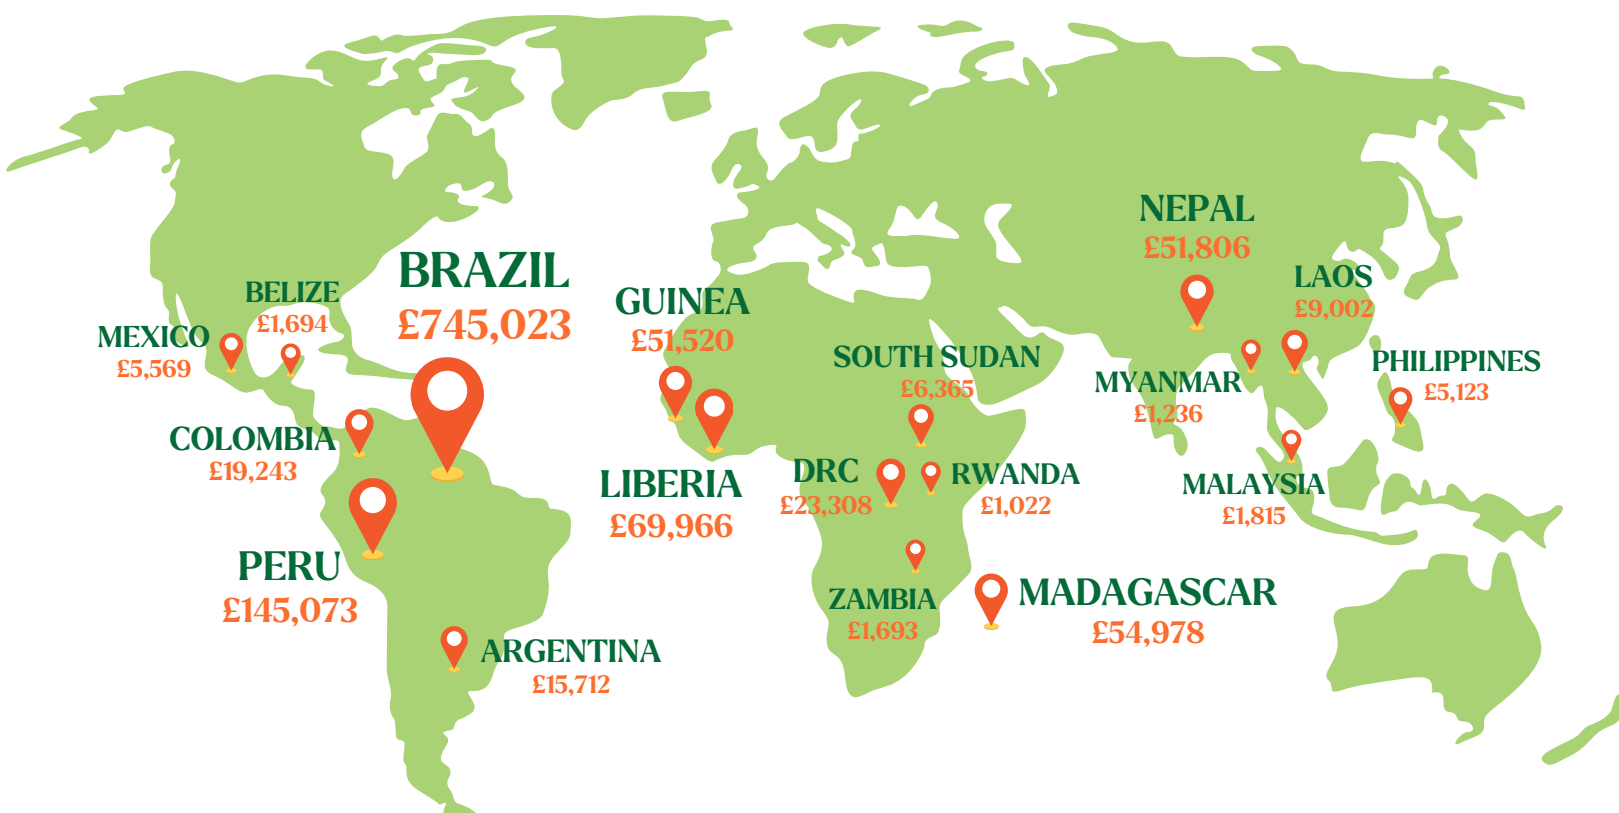 NEPAL
£51,806
BRAZIL
£745,023
LAOS
£9,002
BELIZE
£1,694
GUINEA
£51,520
MEXICO
£5,569
SOUTH SUDAN
£6,365
PHILIPPINES
£5,123
MYANMAR
£1,236
COLOMBIA
£19,243
LIBERIA
£69,966
DRC
£23,308
RWANDA
£1,022
MALAYSIA
£1,815
PERU
£145,073
ZAMBIA
£1,693
MADAGASCAR
£54,978
ARGENTINA
£15,712